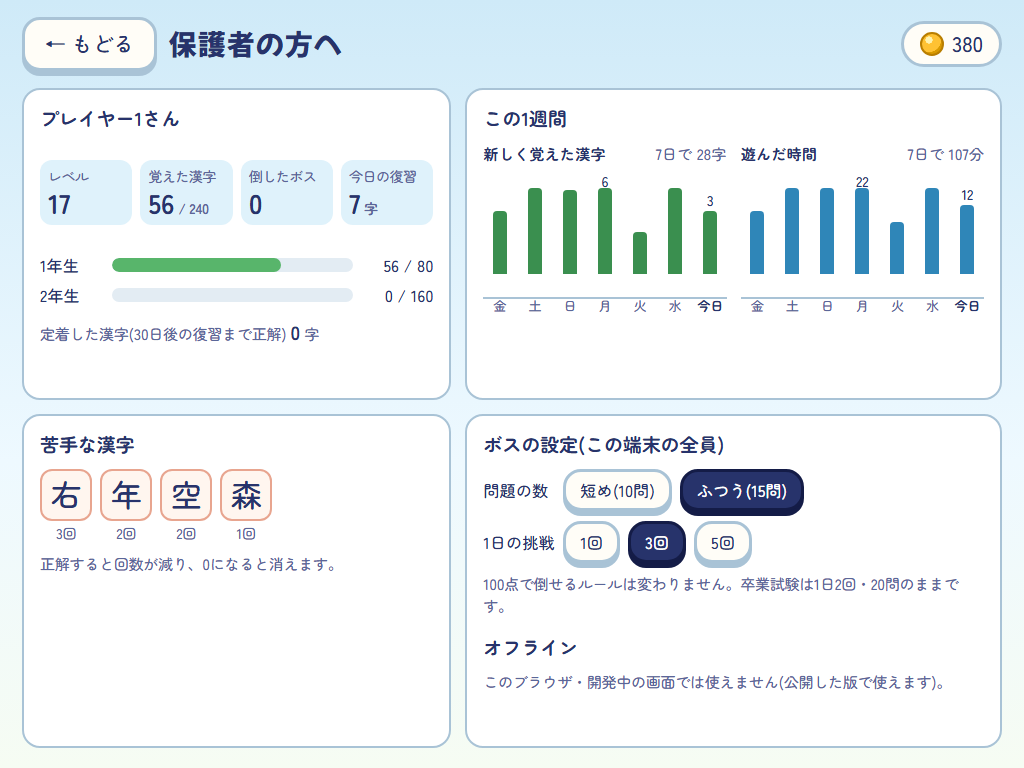 ← もどる
保護者の方へ
380
プレイヤー1さん
レベル
17
覚えた漢字
56 / 240
倒したボス
0
今日の復習
7 字
1年生
56 / 80
2年生
0 / 160
定着した漢字(30日後の復習まで正解) 0 字
この1週間
新しく覚えた漢字
7日で 28字
6
3
金 土 日 月 火 水 今日
遊んだ時間
7日で 107分
22
12
金 土 日 月 火 水 今日
苦手な漢字
右 年 空 森
3回 2回 2回 1回
正解すると回数が減り、0になると消えます。
ボスの設定(この端末の全員)
問題の数 短め(10問) ふつう(15問)
1日の挑戦 1回 3回 5回
100点で倒せるルールは変わりません。卒業試験は1日2回・20問のままで
す。
オフライン
このブラウザ・開発中の画面では使えません(公開した版で使えます)。